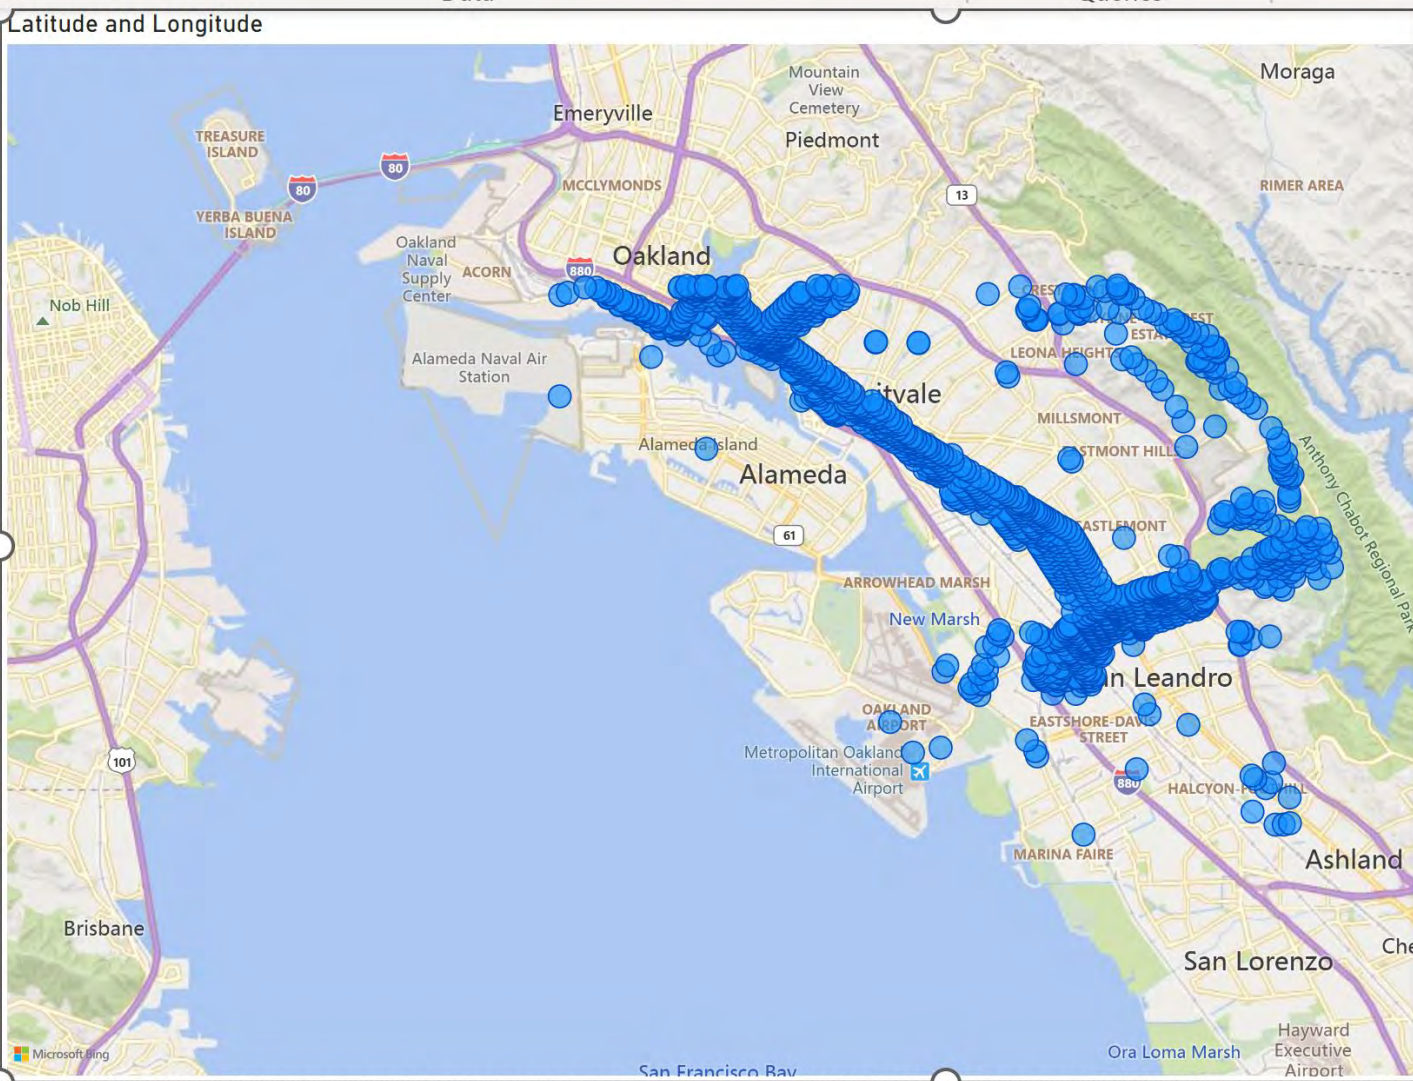 Latitude and Longitude
Moraga
Mountain
View
Cemetery
Emeryville
Piedmont
TREASURE
ISLAND
80
80
MCCLYMONDS
13
RIMER AREA
YERBA BUENA
ISLAND
Oakland
Naval
Supply
Center
ACORN
Oakland
880
Nob Hill
Alameda Naval Air
Station
LEONA HEIGHTS
MILLSMONT
Alameda Island
Alameda
Anthony Chabot Regional Park
61
ARROWHEAD MARSH
New Marsh
OAKLAND
AIRPORT
EASTSHORE-DAVIS
STREET
Metropolitan Oakland
International
Airport
101
880
MARINA FAIRE
Ashland
Brisbane
San Lorenzo
Hayward
Executive
Airport
Ora Loma Marsh
Microsoft Bing
San Francisco Bay